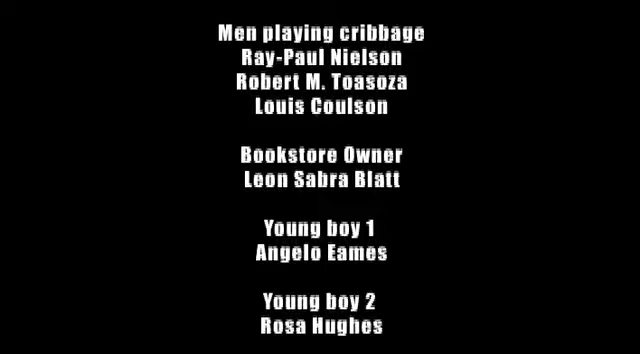 Men playing cribbage
Ray-Paul Nielson
Robert M. Toasoza
Louis Coulson
Bookstore Owner
Leon Sabra Blatt
Young boy 1
Angelo Eames
Young boy 2
Rosa Hughes